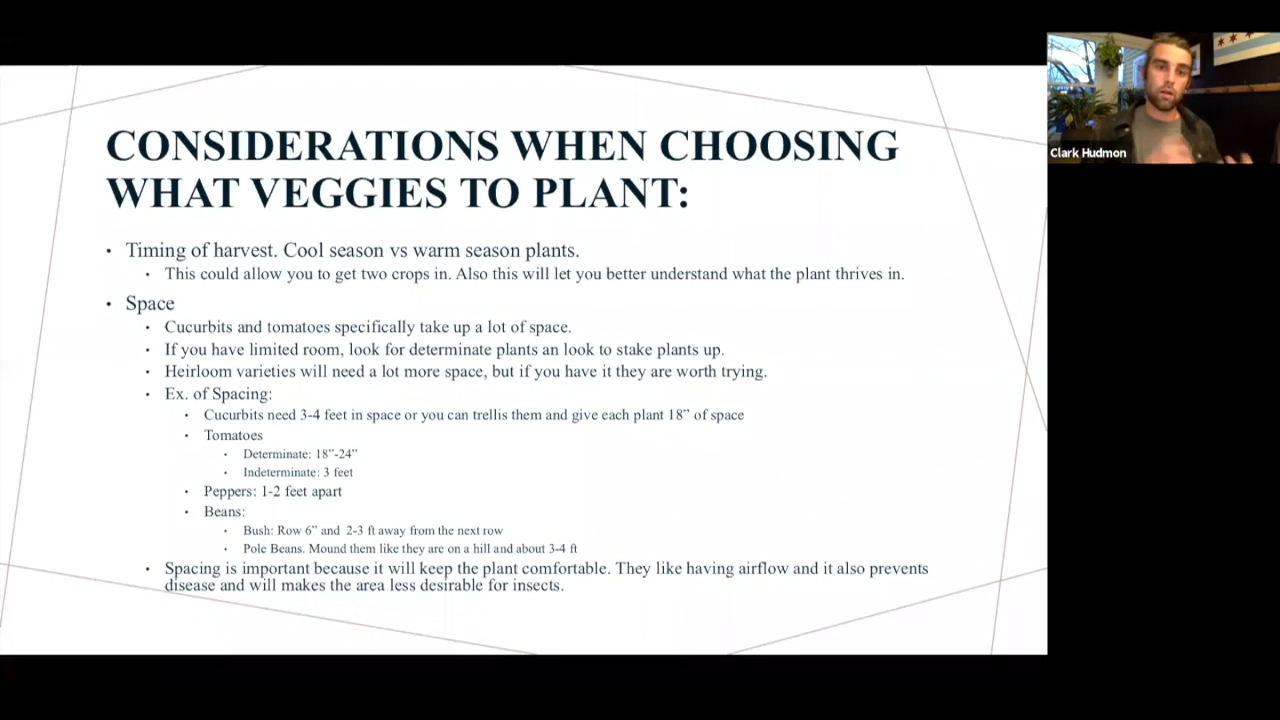 CONSIDERATIONS WHEN CHOOSING
WHAT VEGGIES TO PLANT:
• Timing of harvest. Cool season vs warm season plants.
• This could allow you to get two crops in. Also this will let you better understand what the plant thrives in.
• Space
• Cucurbits and tomatoes specifically take up a lot of space.
• If you have limited room, look for determinate plants an look to stake plants up.
• Heirloom varieties will need a lot more space, but if you have it they are worth trying.
• Ex. of Spacing:
• Cucurbits need 3-4 feet in space or you can trellis them and give each plant 18” of space
• Tomatoes
• Determinate: 18”-24”
• Indeterminate: 3 feet
• Peppers: 1-2 feet apart
• Beans:
• Bush: Row 6” and 2-3 ft away from the next row
• Pole Beans. Mound them like they are on a hill and about 3-4 ft
• Spacing is important because it will keep the plant comfortable. They like having airflow and it also prevents
disease and will makes the area less desirable for insects.
Clark Hudmon